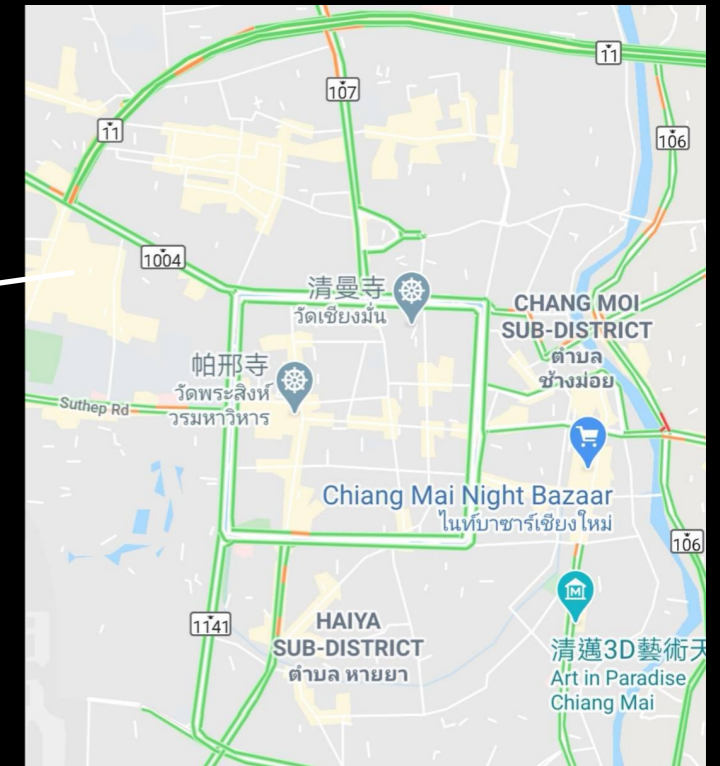 11
107
11
106
1004
清曼寺
วัดเชียงมั่น
CHANG MOI
SUB-DISTRICT
ตำบล
ช้างม่อย
帕邢寺
วัดพระสิงห์
วรมหาวิหาร
Suthep Rd
Chiang Mai Night Bazaar
ไนท์บาซาร์เชียงใหม่
106
1141
HAIYA
SUB-DISTRICT
ตำบล หายยา
M
清邁3D藝術天
Art in Paradise
Chiang Mai